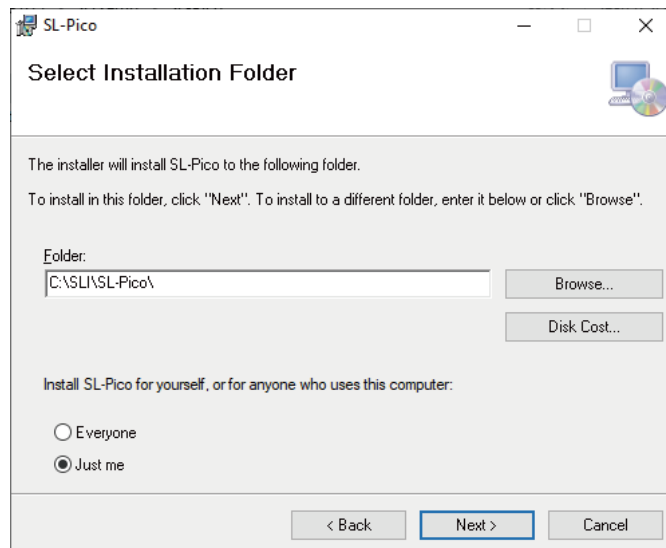 SL-Pico
Select Installation Folder
The installer will install SL-Pico to the following folder.
To install in this folder, click "Next". To install to a different folder, enter it below or click "Browse".
Folder:
C:\SLI\SL-Pico\
Browse...
Disk Cost...
Install SL-Pico for yourself, or for anyone who uses this computer:
Everyone
Just me
< Back
Next >
Cancel